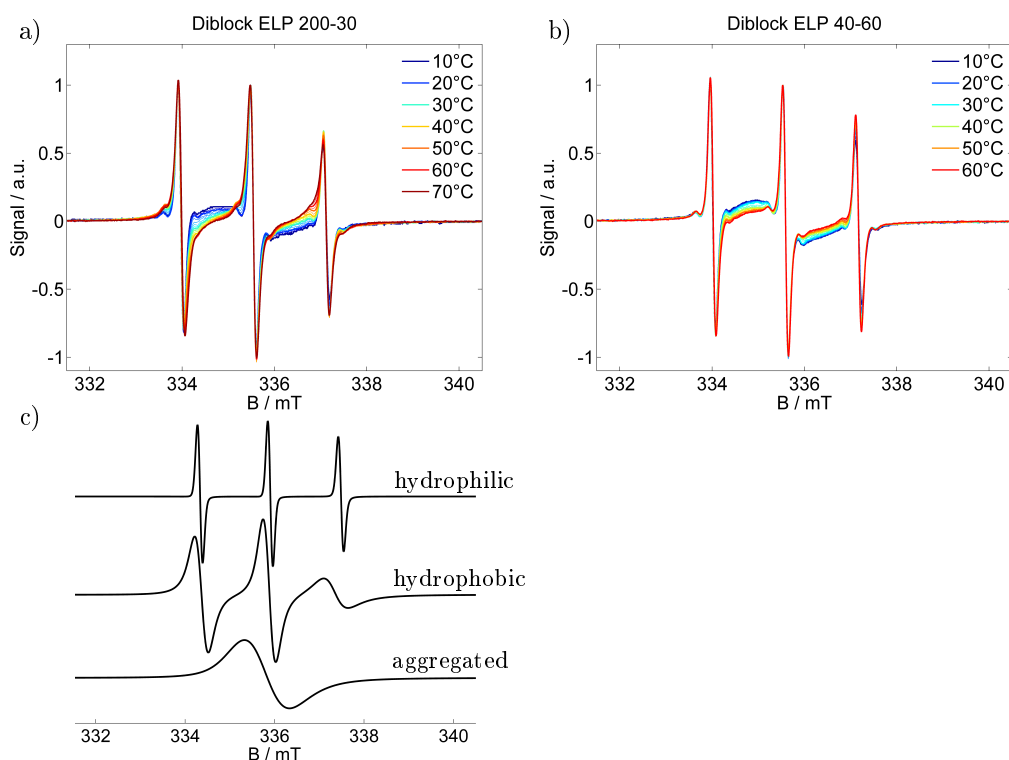 a)
Diblock ELP 200-30
Signal / a.u.
1
0.5
0
-0.5
-1
10°C
20°C
30°C
40°C
50°C
60°C
70°C
332
334
336
338
340
B / mT
b)
Diblock ELP 40-60
Signal / a.u.
1
0.5
0
-0.5
-1
10°C
20°C
30°C
40°C
50°C
60°C
332
334
336
338
340
B / mT
c)
hydrophilic
hydrophobic
aggregated
332
334
336
338
340
B / mT